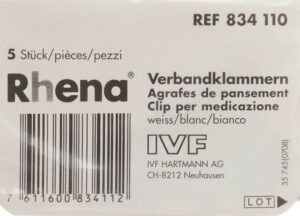 REF 834 110
5 Stück/pièces/pezzi
Rhena®
Verbandklammern
Agrafes de pansement
Clip per medicazione
weiss/blanc/bianco
IVF
IVF HARTMANN AG
CH-8212 Neuhausen
7 611600 834112
35 745(0708)
LOT